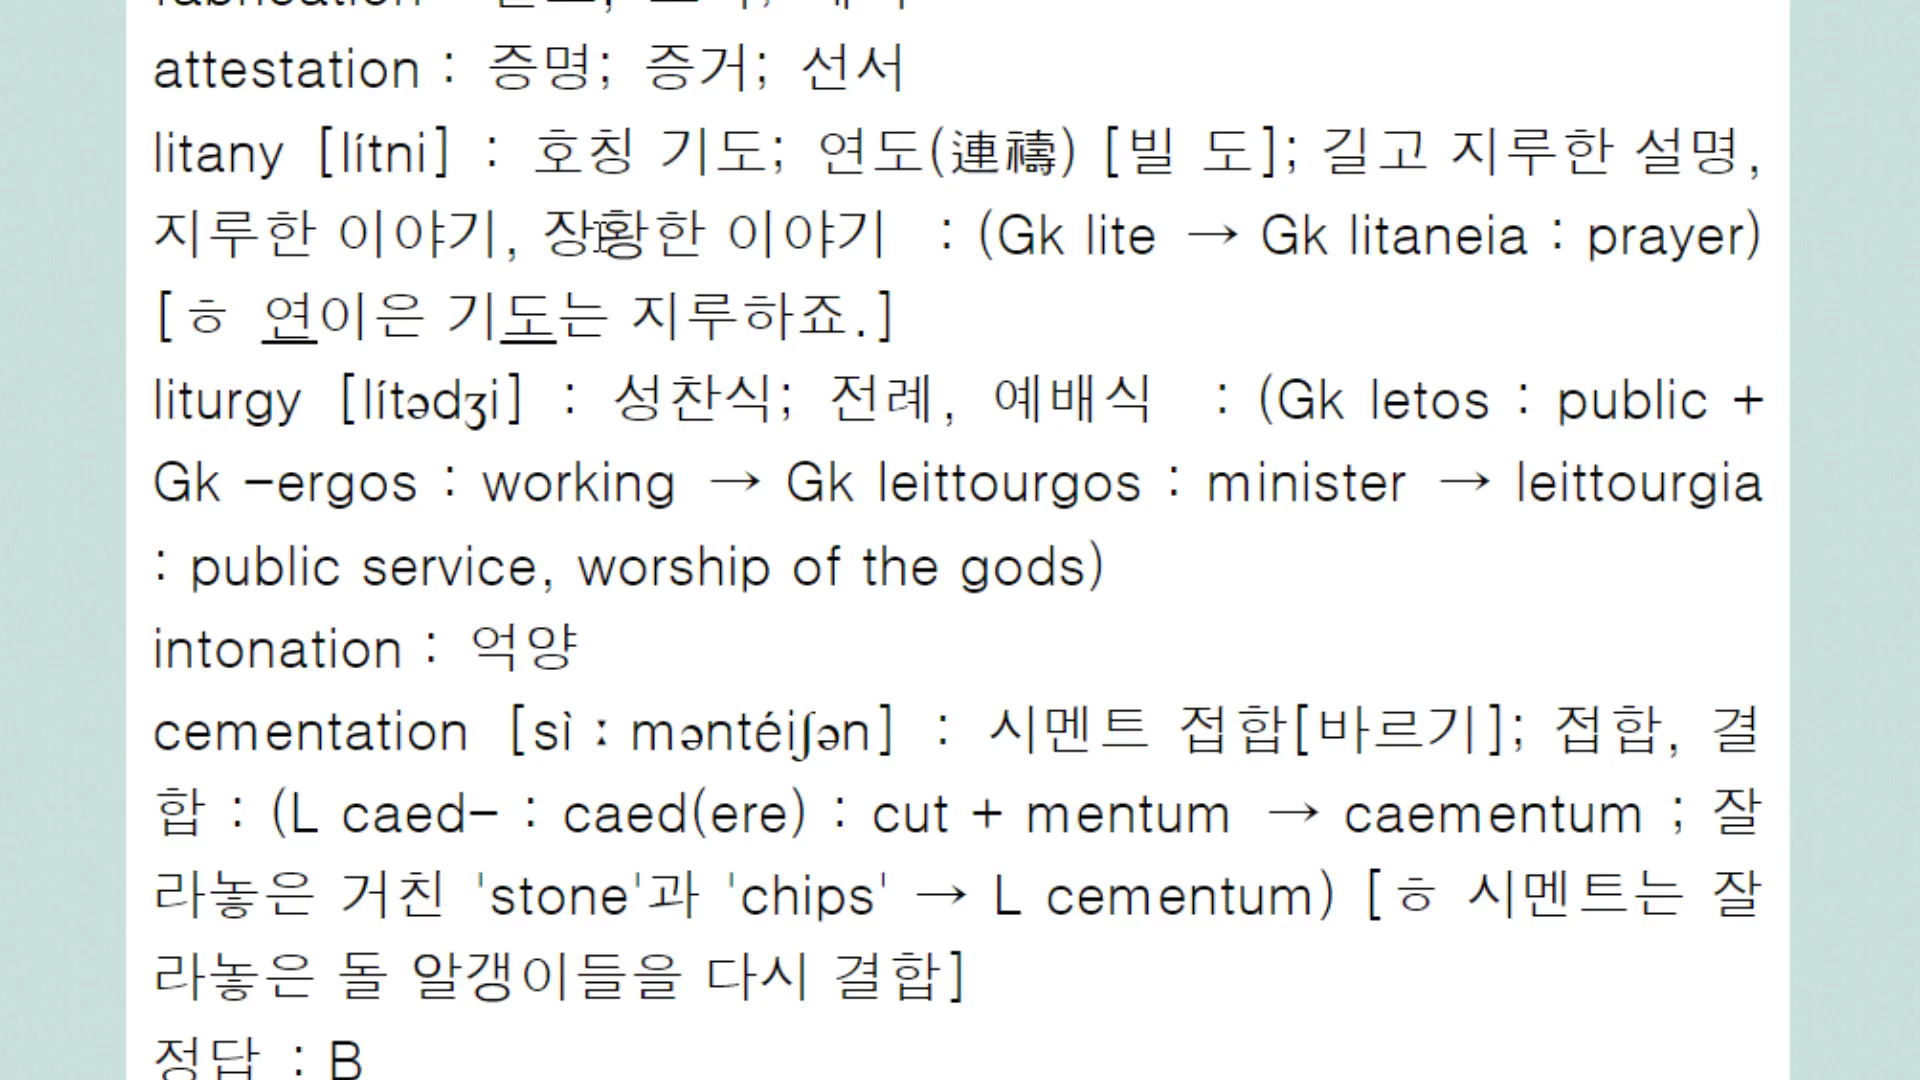 attestation : 증명; 증거; 선서
litany [lítni] : 호칭 기도; 연도(連禱) [빌 도]; 길고 지루한 설명,
지루한 이야기, 장황한 이야기 : (Gk lite → Gk litaneia : prayer)
[ㅎ 연이은 기도는 지루하죠.]
liturgy [lítədʒi] : 성찬식; 전례, 예배식 : (Gk letos : public +
Gk -ergos : working → Gk leittourgos : minister → leittourgia
: public service, worship of the gods)
intonation : 억양
cementation [sì : məntéiʃən] : 시멘트 접합[바르기]; 접합, 결
합 : (L caed- : caed(ere) : cut + mentum → caementum ; 잘
라놓은 거친 'stone'과 'chips' → L cementum) [ㅎ 시멘트는 잘
라놓은 돌 알갱이들을 다시 결합]
정답 : B